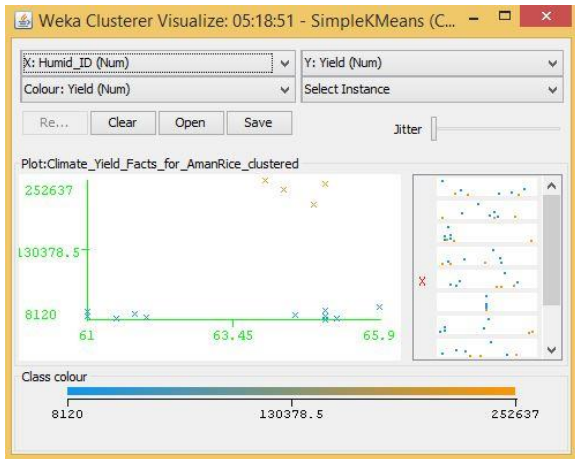 Weka Clusterer Visualize: 05:18:51 - SimpleKMeans (C...
X: Humid_ID (Num)
Y: Yield (Num)
Colour: Yield (Num)
Select Instance
Re...
Clear
Open
Save
Jitter
Plot:Climate_Yield_Facts_for_AmanRice_clustered
252637
130378.5
8120
61
63.45
65.9
X
Class colour
8120
130378.5
252637